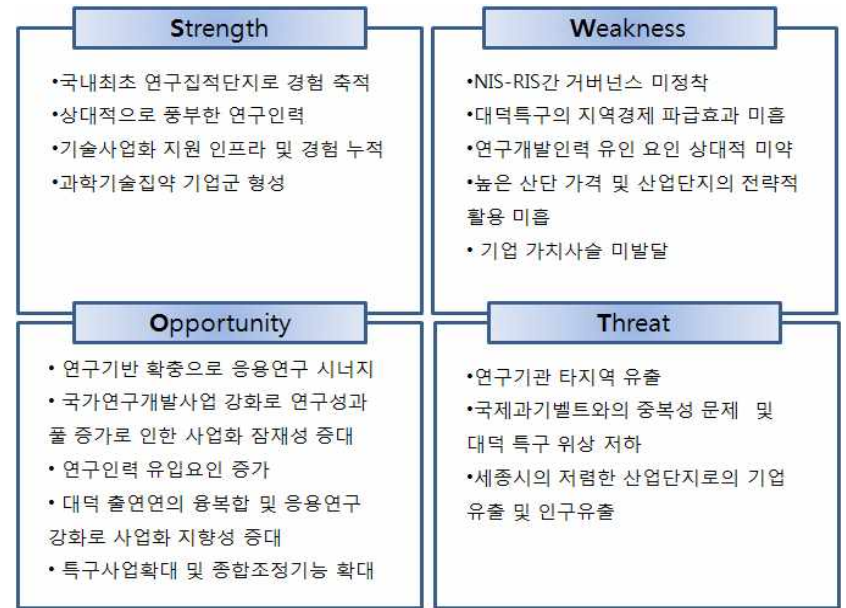 Strength
•국내최초 연구집적단지로 경험 축적
•상대적으로 풍부한 연구인력
•기술사업화 지원 인프라 및 경험 누적
•과학기술집약 기업군 형성
Weakness
•NIS-RIS간 거버넌스 미정착
•대덕특구의 지역경제 파급효과 미흡
•연구개발인력 유인 요인 상대적 미약
•높은 산단 가격 및 산업단지의 전략적
활용 미흡
• 기업 가치사슬 미발달
Opportunity
• 연구기반 확충으로 응용연구 시너지
• 국가연구개발사업 강화로 연구성과
풀 증가로 인한 사업화 잠재성 증대
• 연구인력 유입요인 증가
• 대덕 출연연의 융복합 및 응용연구
강화로 사업화 지향성 증대
• 특구사업확대 및 종합조정기능 확대
Threat
•연구기관 타지역 유출
•국제과기벨트와의 중복성 문제 및
대덕 특구 위상 저하
•세종시의 저렴한 산업단지로의 기업
유출 및 인구유출